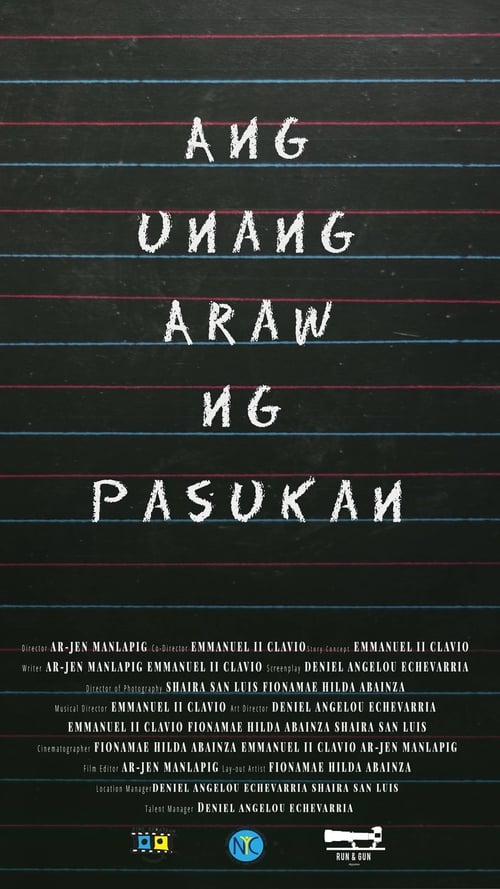 ANG
UNANG
ARAW
NG
PASUKAN
Director AR-JEN MANLAPIG Co-Director EMMANUEL II CLAVIO Story Concept EMMANUEL II CLAVIO
Writer AR-JEN MANLAPIG EMMANUEL II CLAVIO Screenplay DENIEL ANGELOU ECHEVARRIA
Director of Photography SHAIRA SAN LUIS FIONAMAE HILDA ABAINZA
Musical Director EMMANUEL II CLAVIO Art Director DENIEL ANGELOU ECHEVARRIA
EMMANUEL II CLAVIO FIONAMAE HILDA ABAINZA SHAIRA SAN LUIS
Cinematographer FIONAMAE HILDA ABAINZA EMMANUEL II CLAVIO AR-JEN MANLAPIG
Film Editor AR-JEN MANLAPIG Lay-out Artist FIONAMAE HILDA ABAINZA
Location Manager DENIEL ANGELOU ECHEVARRIA SHAIRA SAN LUIS
Talent Manager DENIEL ANGELOU ECHEVARRIA
NYC
RUN & GUN